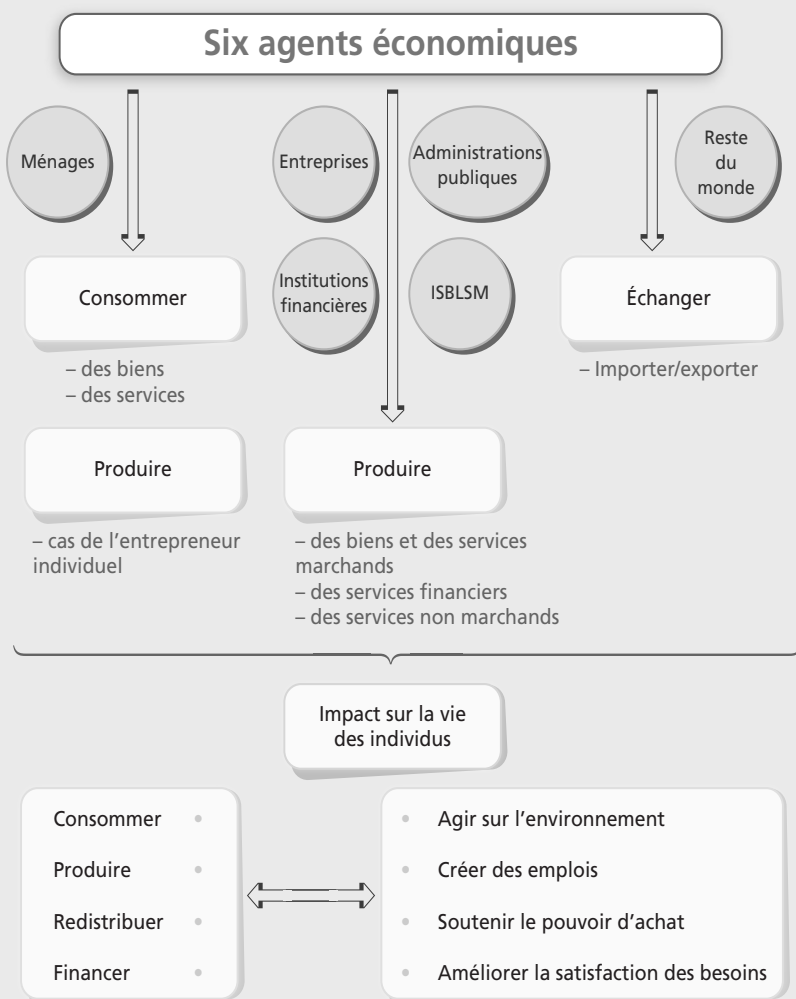 Six agents économiques
Ménages
Entreprises
Administrations
publiques
Reste
du
monde
Institutions
financières
ISBLSM
Consommer
– des biens
– des services
Produire
– cas de l’entrepreneur
individuel
Produire
– des biens et des services
marchands
– des services financiers
– des services non marchands
Échanger
– Importer/exporter
Impact sur la vie
des individus
Consommer •
Produire •
Redistribuer •
Financer •
• Agir sur l’environnement
• Créer des emplois
• Soutenir le pouvoir d’achat
• Améliorer la satisfaction des besoins